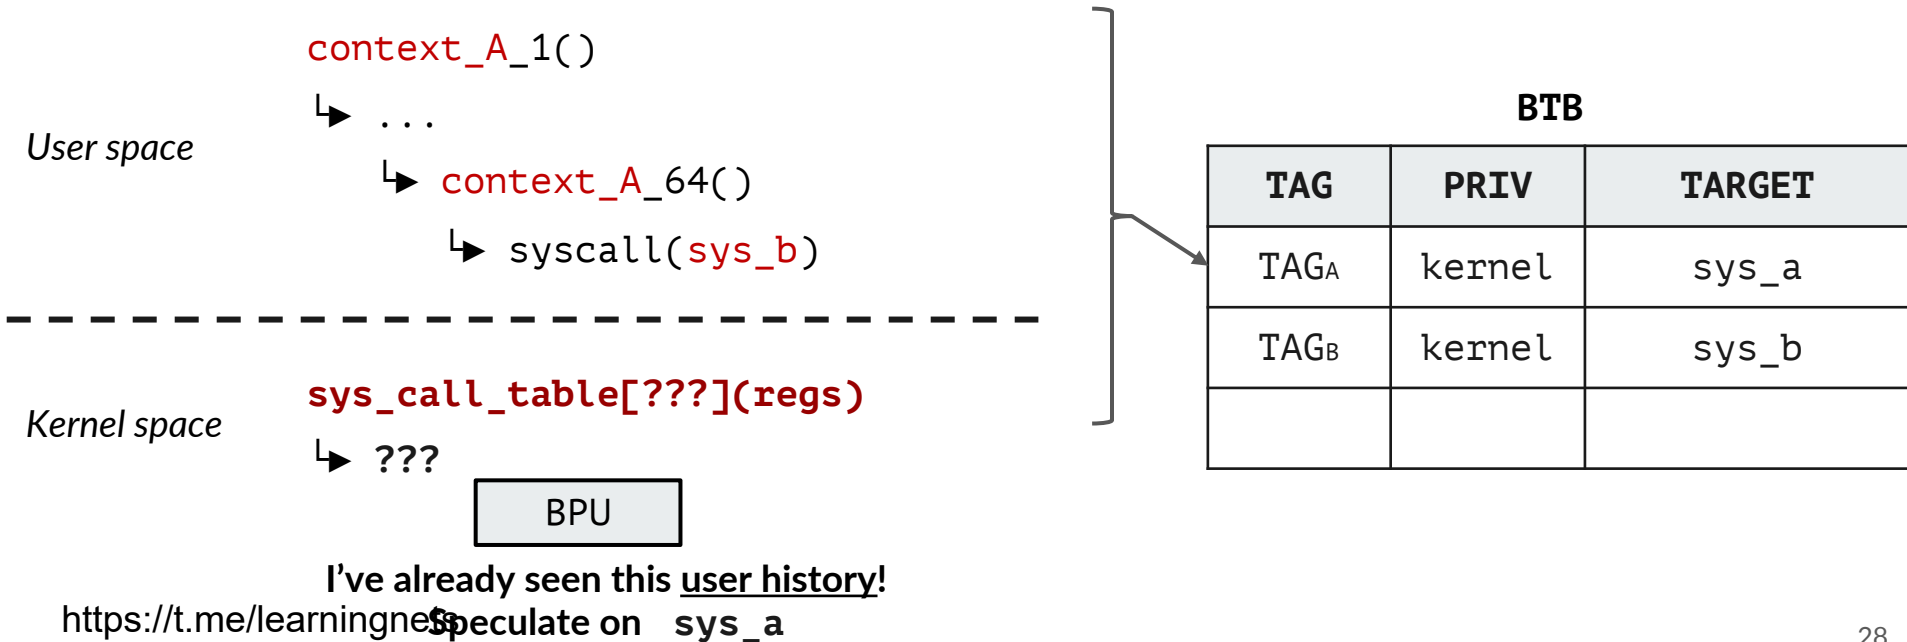 context_A_1()
↳ ...
User space
↳ context_A_64()
↳ syscall(sys_b)
sys_call_table[???](regs)
Kernel space
↳ ???
BPU
I've already seen this user history!
Speculate on sys_a
https://t.me/learningnets
BTB
TAG PRIV TARGET
TAGA kernel sys_a
TAGB kernel sys_b
28